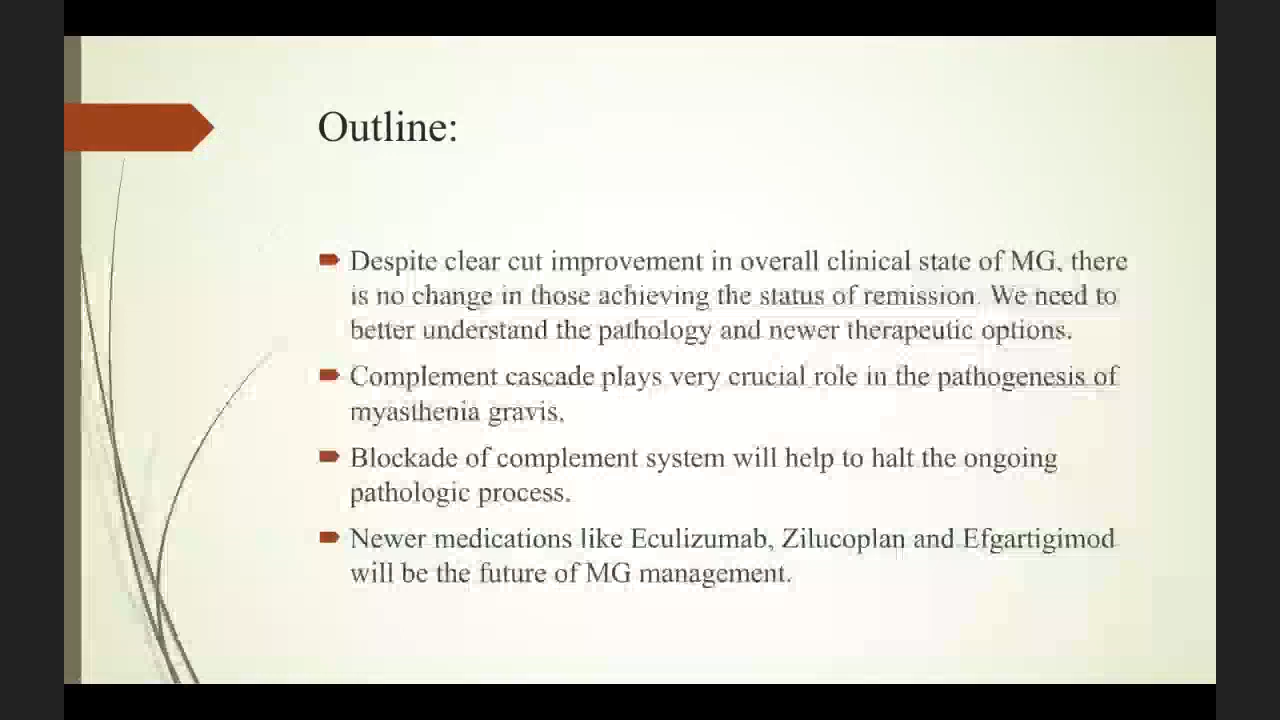 Outline:
Despite clear cut improvement in overall clinical state of MG, there
is no change in those achieving the status of remission. We need to
better understand the pathology and newer therapeutic options.
Complement cascade plays very crucial role in the pathogenesis of
myasthenia gravis.
Blockade of complement system will help to halt the ongoing
pathologic process.
Newer medications like Eculizumab, Zilucoplan and Efgartigimod
will be the future of MG management.